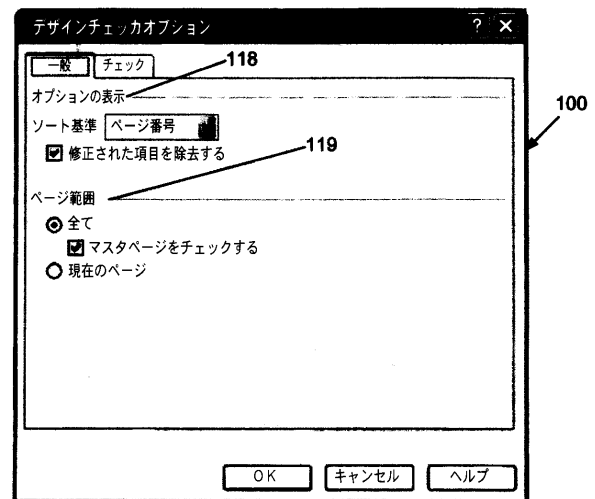 デザインチェッカオプション ? ×
一般 チェック
118
オプションの表示
100
ソート基準 ページ番号
修正された項目を除去する
119
ページ範囲
全て
マスタページをチェックする
現在のページ
OK キャンセル ヘルプ